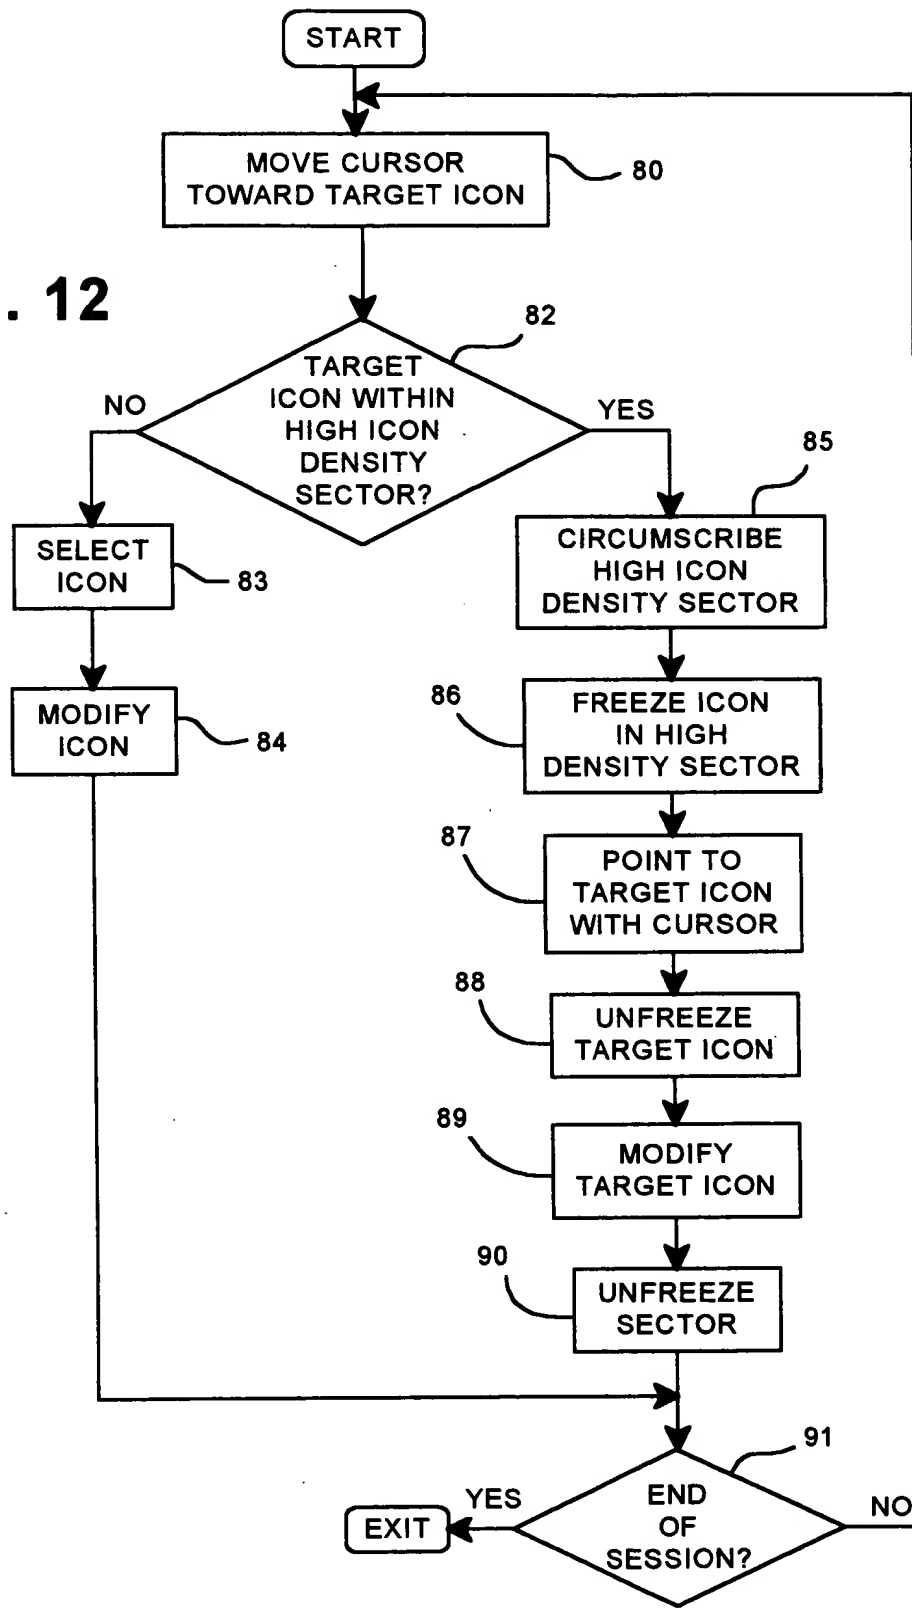 START
MOVE CURSOR
TOWARD TARGET ICON
80
. 12
82
TARGET
ICON WITHIN
HIGH ICON
DENSITY
SECTOR?
NO
YES
85
SELECT
ICON
83
CIRCUMSCRIBE
HIGH ICON
DENSITY SECTOR
MODIFY
ICON
84
86
FREEZE ICON
IN HIGH
DENSITY SECTOR
87
POINT TO
TARGET ICON
WITH CURSOR
88
UNFREEZE
TARGET ICON
89
MODIFY
TARGET ICON
90
UNFREEZE
SECTOR
91
END
OF
SESSION?
YES
NO
EXIT